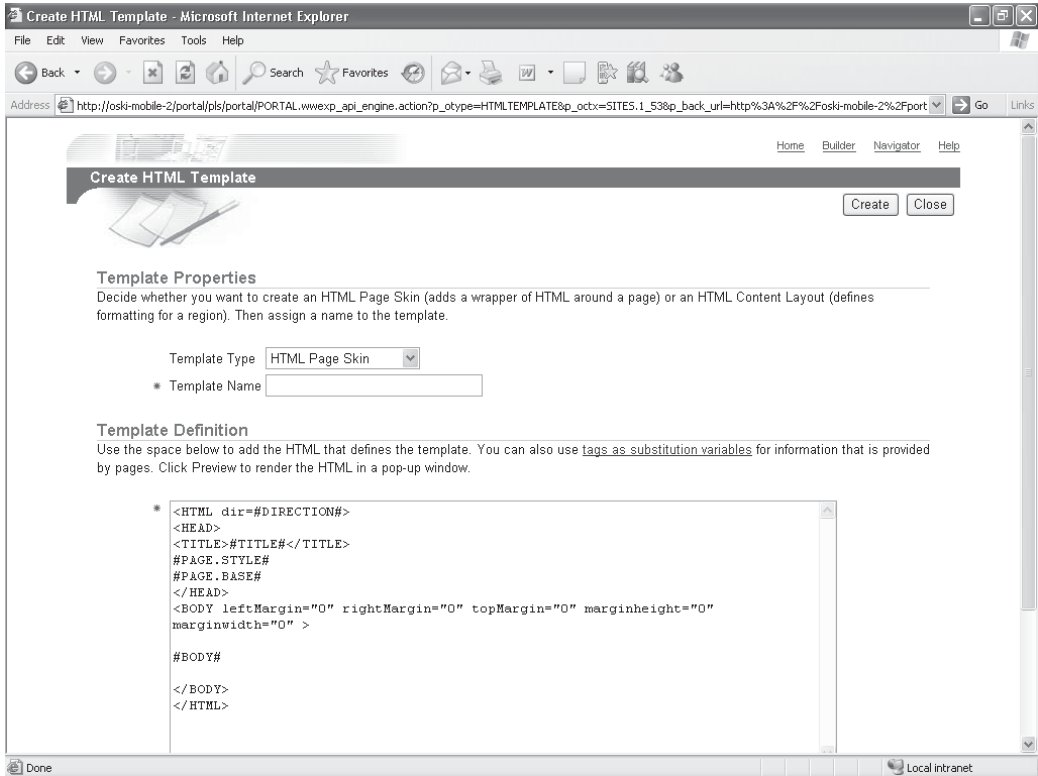 Create HTML Template - Microsoft Internet Explorer
File Edit View Favorites Tools Help
Back Search Favorites
Address http://oski-mobile-2/portal/pls/portal/PORTAL.wwexp_api_engine.action?p_otype=HTMLTEMPLATE&p_octx=SITES.1_53&p_back_url=http%3A%2F%2Foski-mobile-2%2Fport Go Links
Home Builder Navigator Help
Create HTML Template
Create Close
Template Properties
Decide whether you want to create an HTML Page Skin (adds a wrapper of HTML around a page) or an HTML Content Layout (defines
formatting for a region). Then assign a name to the template.
Template Type HTML Page Skin
Template Name
Template Definition
Use the space below to add the HTML that defines the template. You can also use tags as substitution variables for information that is provided
by pages. Click Preview to render the HTML in a pop-up window.
<HTML dir=#DIRECTION#>
<HEAD>
<TITLE>#TITLE#</TITLE>
#PAGE.STYLE#
#PAGE.BASE#
</HEAD>
<BODY leftMargin="0" rightMargin="0" topMargin="0" marginheight="0"
marginwidth="0" >
#BODY#
</BODY>
</HTML>
Done Local intranet